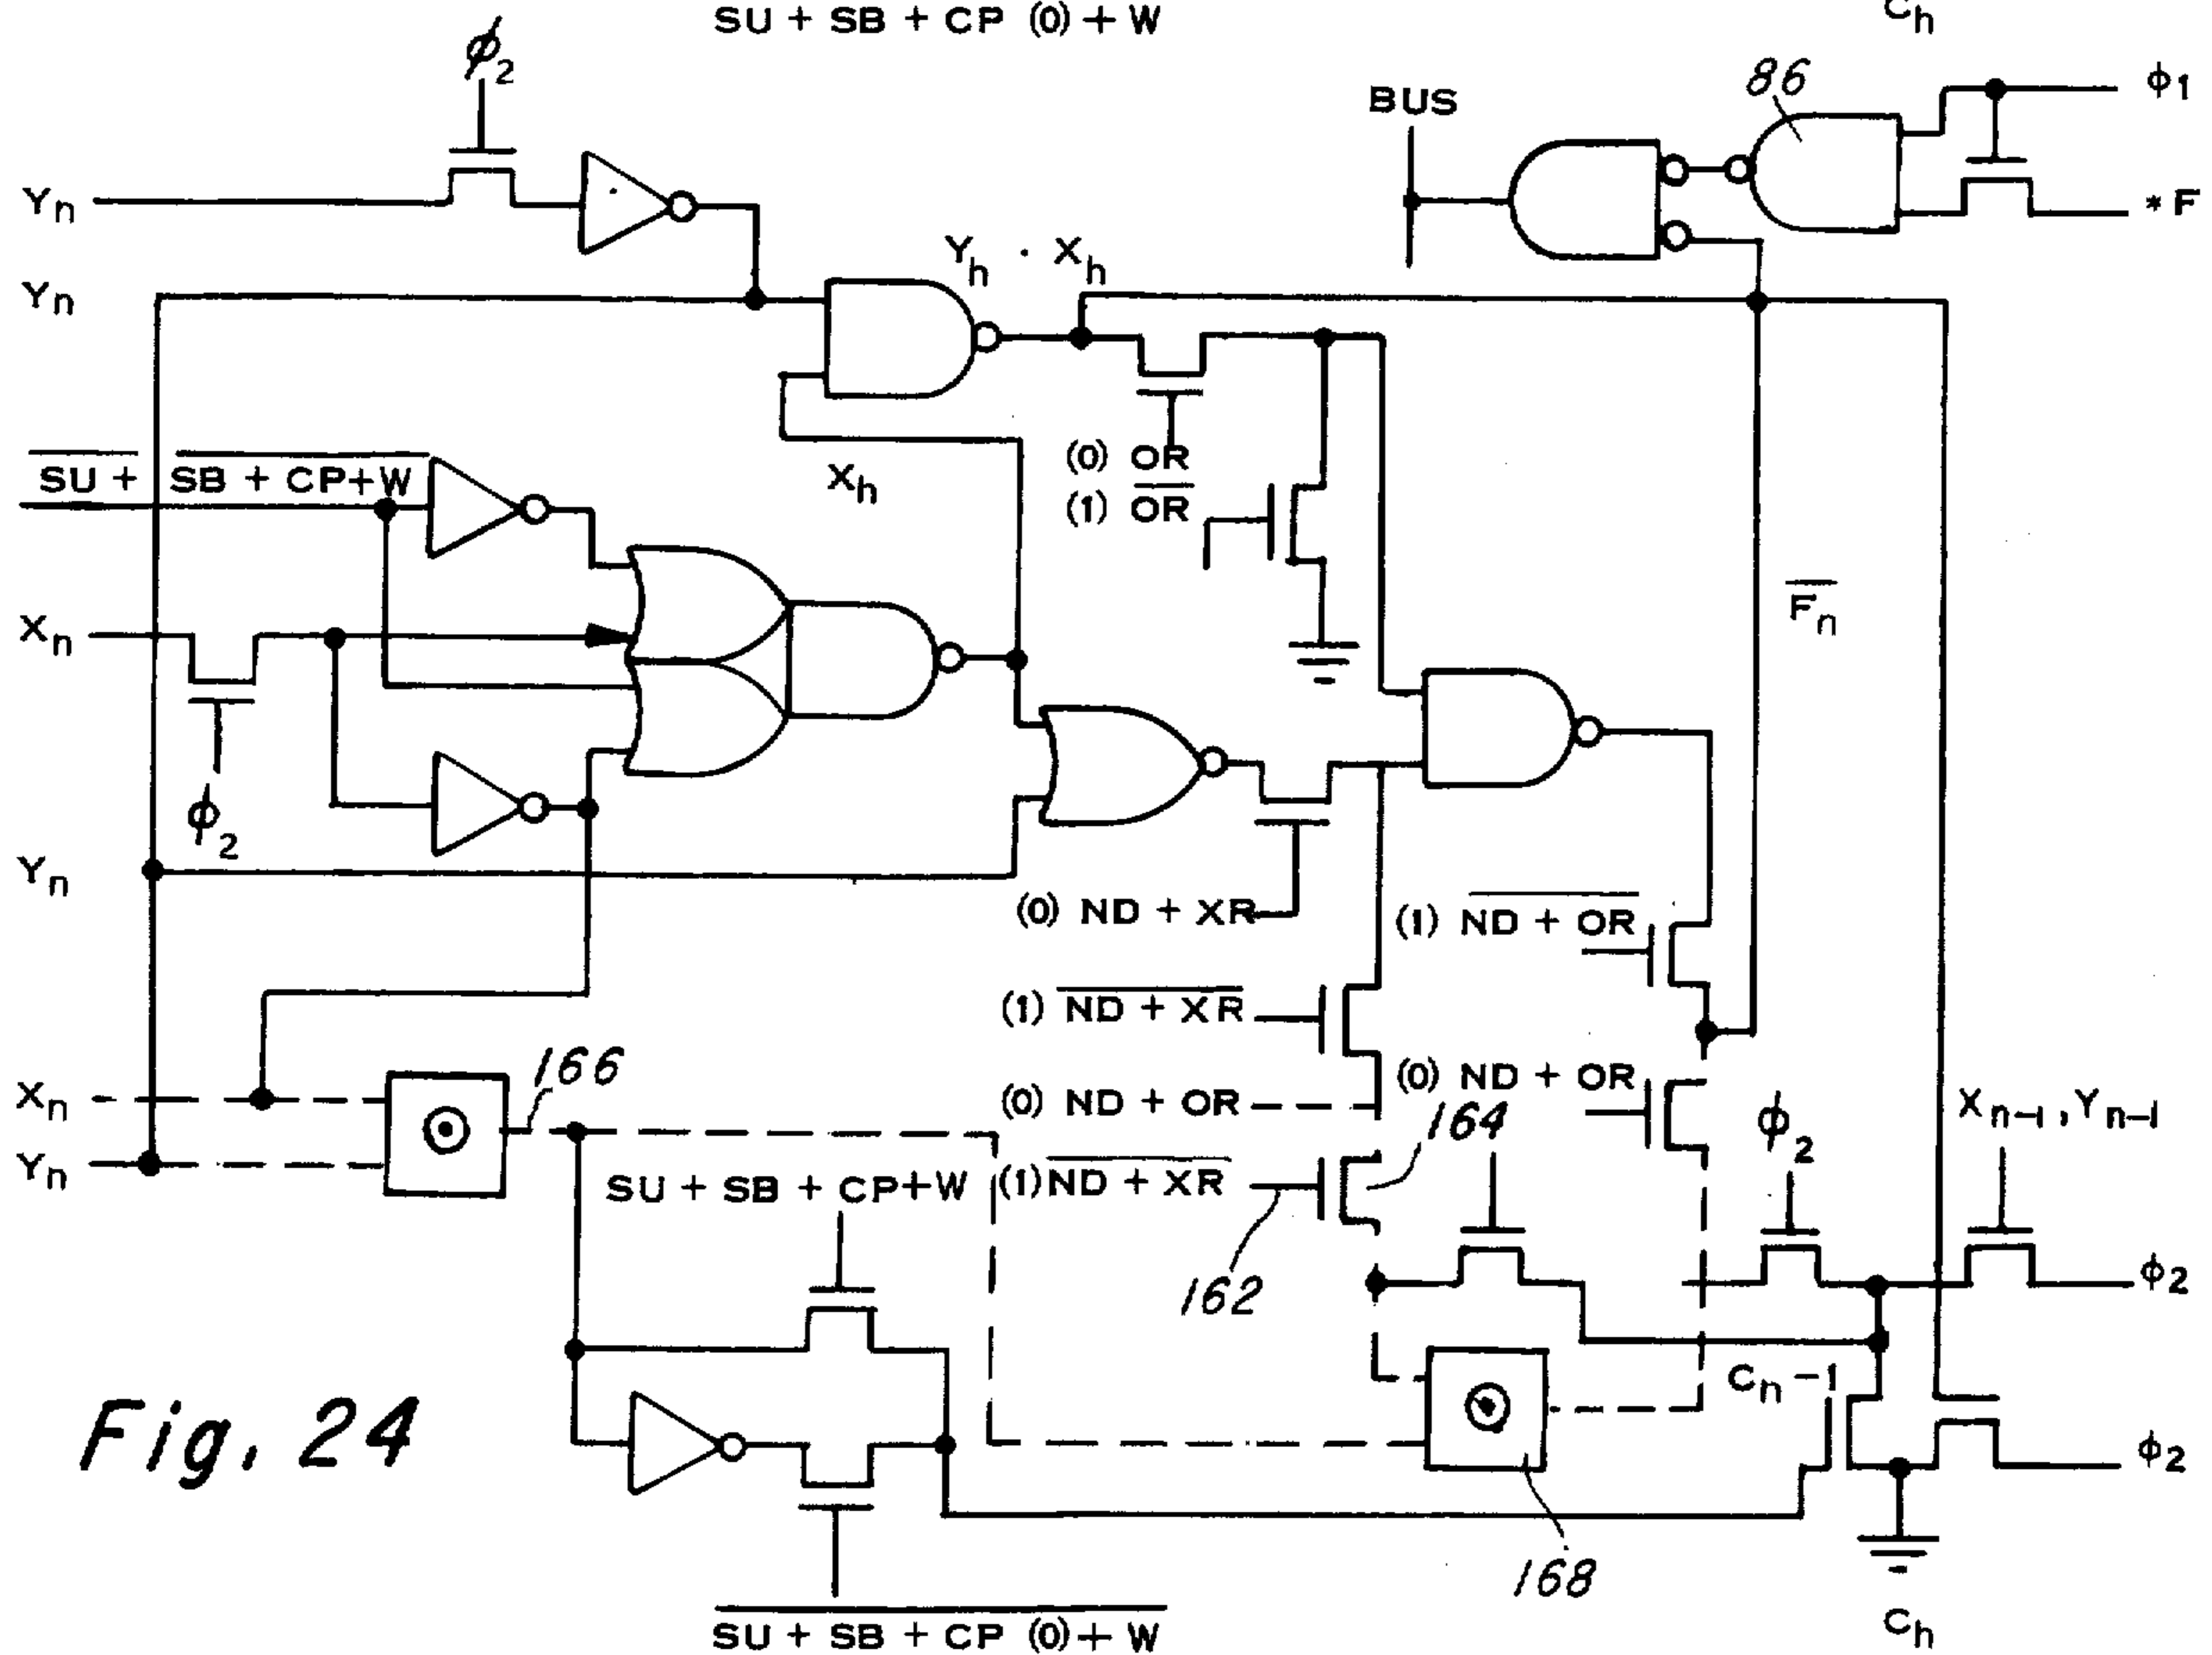 SU + SB + CP (0) + W
Ch
ϕ2
BUS
86
ϕ1
Yn
*F
Yh · Xh
Yn
SU + SB + CP+W
Xh
(0) OR
(1) OR
Fn
Xn
ϕ2
Yn
(0) ND + XR
(1) ND + OR
(1) ND + XR
166
(0) ND + OR
Xn
(0) ND + OR
164
ϕ2
Xn-1, Yn-1
Yn
SU + SB + CP+W
(1) ND + XR
162
ϕ2
Cn-1
Fig. 24
ϕ2
168
SU + SB + CP (0) + W
Ch